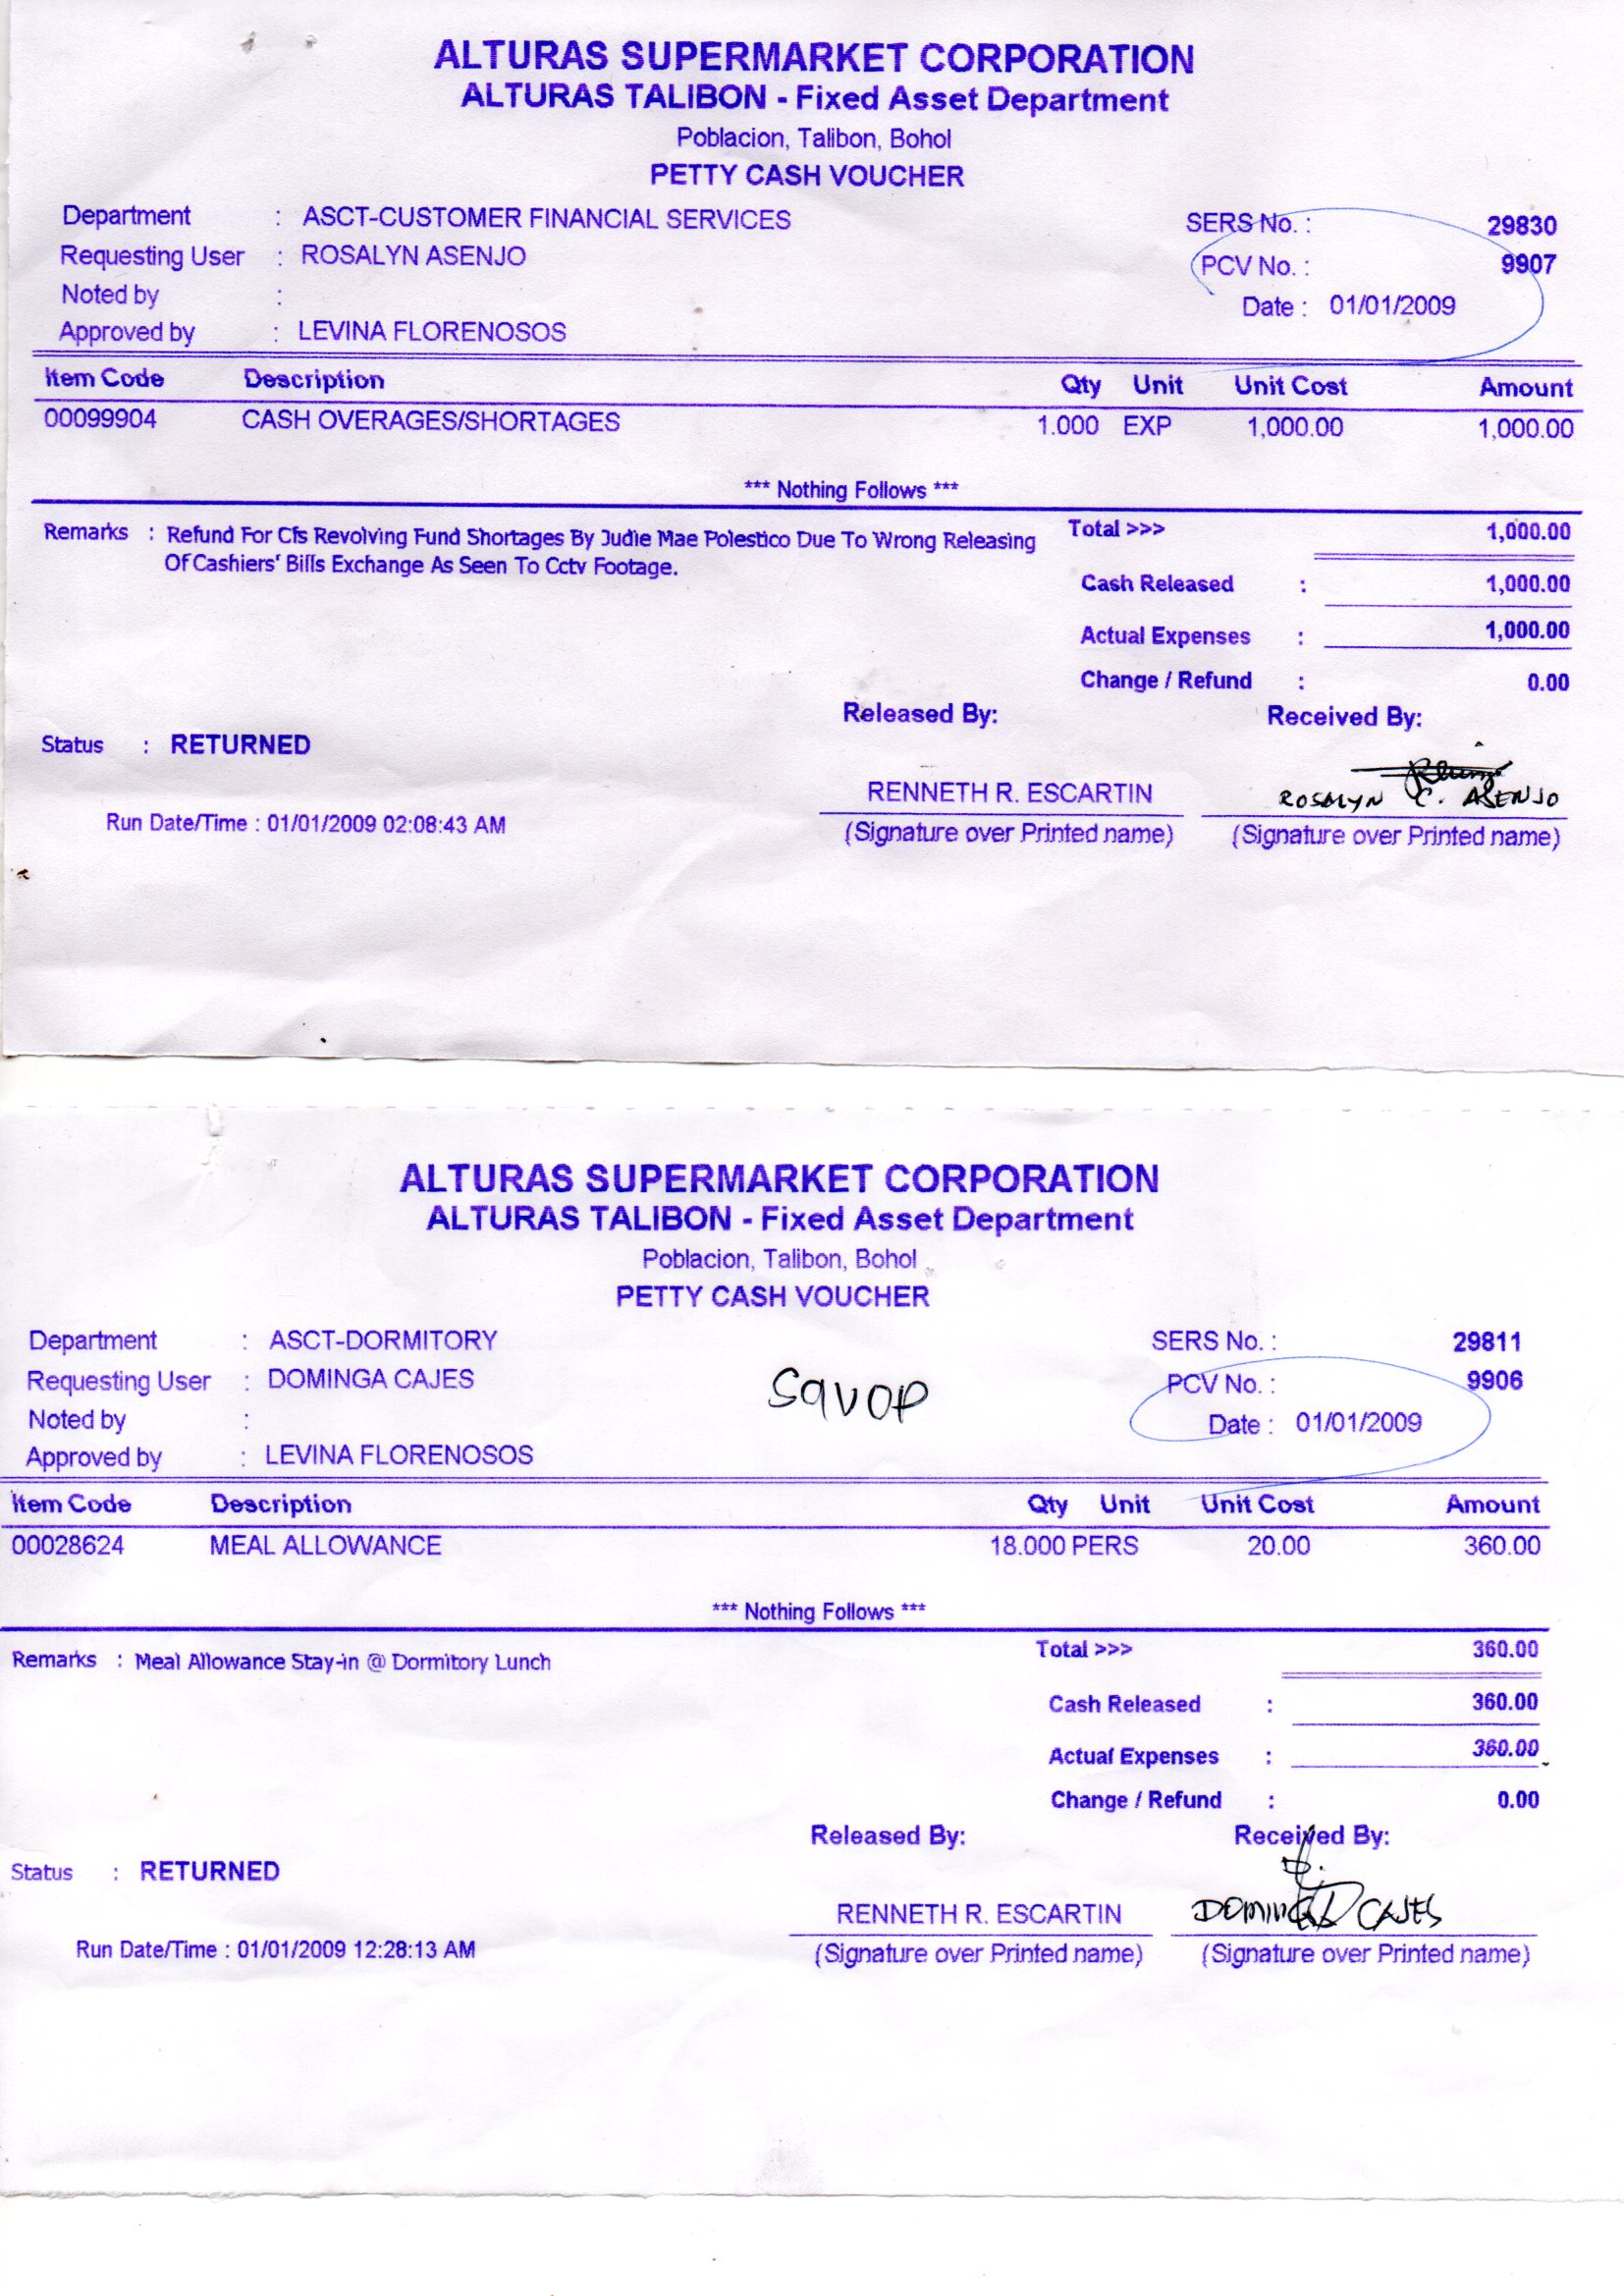 ALTURAS SUPERMARKET CORPORATION
ALTURAS TALIBON - Fixed Asset Department
Poblacion, Talibon, Bohol
PETTY CASH VOUCHER
Department : ASCT-CUSTOMER FINANCIAL SERVICES SERS No. : 29830
Requesting User : ROSALYN ASENJO PCV No. : 9907
Noted by : Date : 01/01/2009
Approved by : LEVINA FLORENOSOS
Item Code Description Qty Unit Unit Cost Amount
00099904 CASH OVERAGES/SHORTAGES 1.000 EXP 1,000.00 1,000.00
*** Nothing Follows ***
Remarks : Refund For Cfs Revolving Fund Shortages By Judie Mae Polestico Due To Wrong Releasing Total >>> 1,000.00
Of Cashiers' Bills Exchange As Seen To Cctv Footage.
Cash Released : 1,000.00
Actual Expenses : 1,000.00
Change / Refund : 0.00
Released By: Received By:
Status : RETURNED
RENNETH R. ESCARTIN ROSALYN C. ASENJO
Run Date/Time : 01/01/2009 02:08:43 AM (Signature over Printed name) (Signature over Printed name)
ALTURAS SUPERMARKET CORPORATION
ALTURAS TALIBON - Fixed Asset Department
Poblacion, Talibon, Bohol
PETTY CASH VOUCHER
Department : ASCT-DORMITORY SERS No. : 29811
Requesting User : DOMINGA CAJES PCV No. : 9906
Noted by : Date : 01/01/2009
Approved by : LEVINA FLORENOSOS
Item Code Description Qty Unit Unit Cost Amount
00028624 MEAL ALLOWANCE 18.000 PERS 20.00 360.00
*** Nothing Follows ***
Remarks : Meal Allowance Stay-in @ Dormitory Lunch Total >>> 360.00
Cash Released : 360.00
Actual Expenses : 360.00
Change / Refund : 0.00
Released By: Received By:
Status : RETURNED
RENNETH R. ESCARTIN DOMINGA CAJES
Run Date/Time : 01/01/2009 12:28:13 AM (Signature over Printed name) (Signature over Printed name)